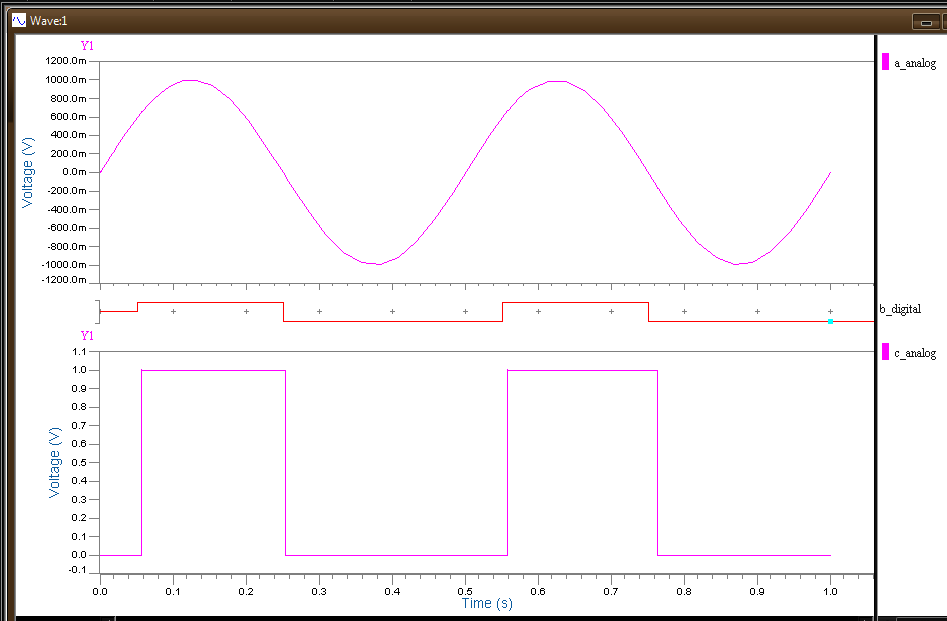 Wave:1
Y1
a_analog
1200.0m
1000.0m
800.0m
600.0m
400.0m
200.0m
0.0m
-200.0m
-400.0m
-600.0m
-800.0m
-1000.0m
-1200.0m
Voltage (V)
b_digital
Y1
c_analog
1.1
1.0
0.9
0.8
0.7
0.6
0.5
0.4
0.3
0.2
0.1
0.0
-0.1
Voltage (V)
0.0 0.1 0.2 0.3 0.4 0.5 0.6 0.7 0.8 0.9 1.0
Time (s)